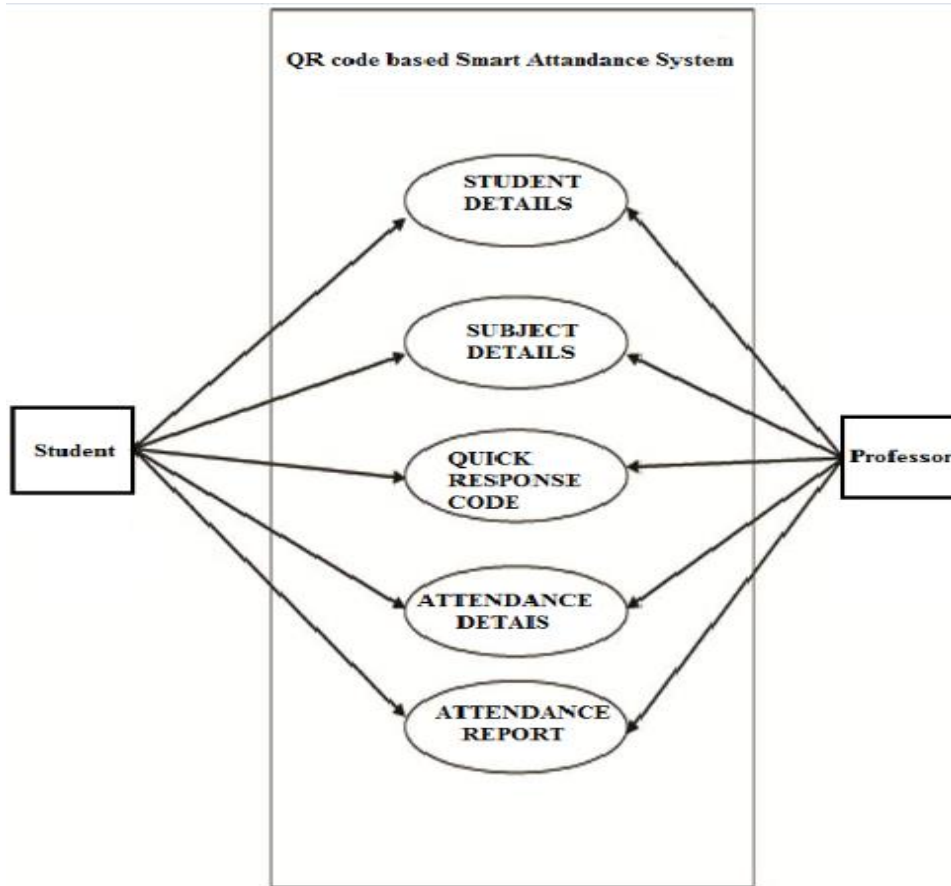 QR code based Smart Attandance System
STUDENT
DETAILS
SUBJECT
DETAILS
Student
QUICK
RESPONSE
CODE
Professor
ATTENDANCE
DETAIS
ATTENDANCE
REPORT